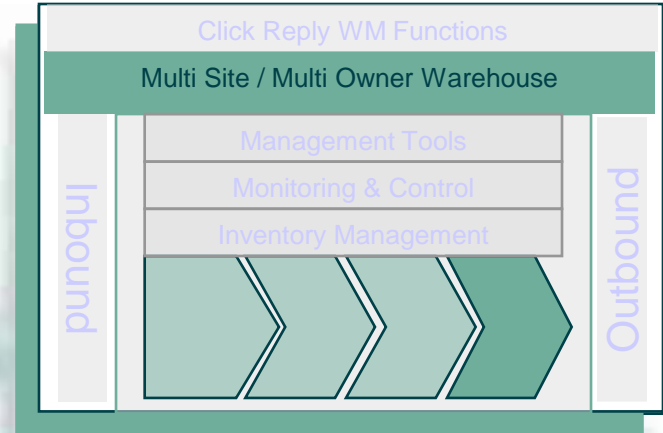 Click Reply WM Functions
Multi Site / Multi Owner Warehouse
Management Tools
Monitoring & Control
Inventory Management
Inbound
Outbound